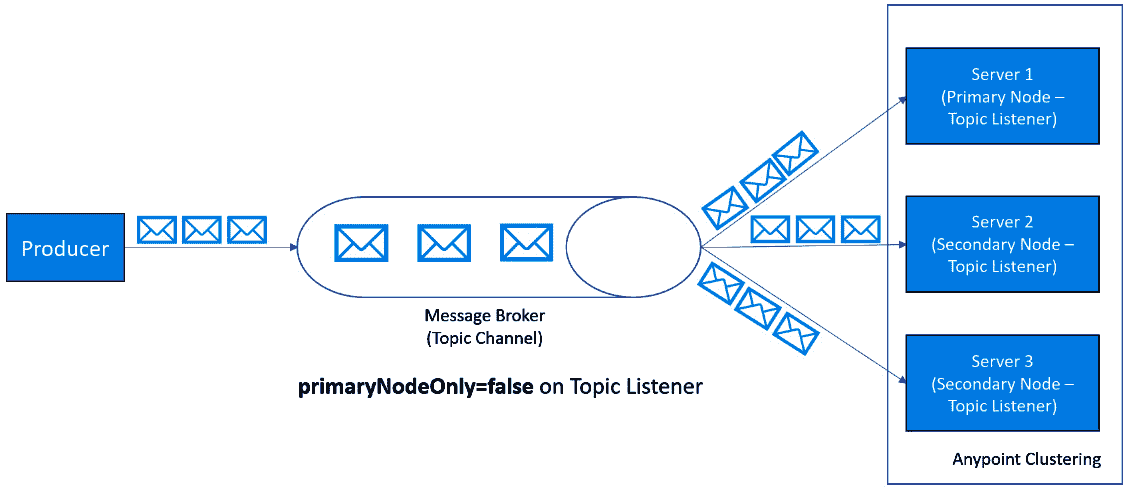 Producer
Message Broker
(Topic Channel)
primaryNodeOnly=false on Topic Listener
Server 1
(Primary Node –
Topic Listener)
Server 2
(Secondary Node –
Topic Listener)
Server 3
(Secondary Node –
Topic Listener)
Anypoint Clustering